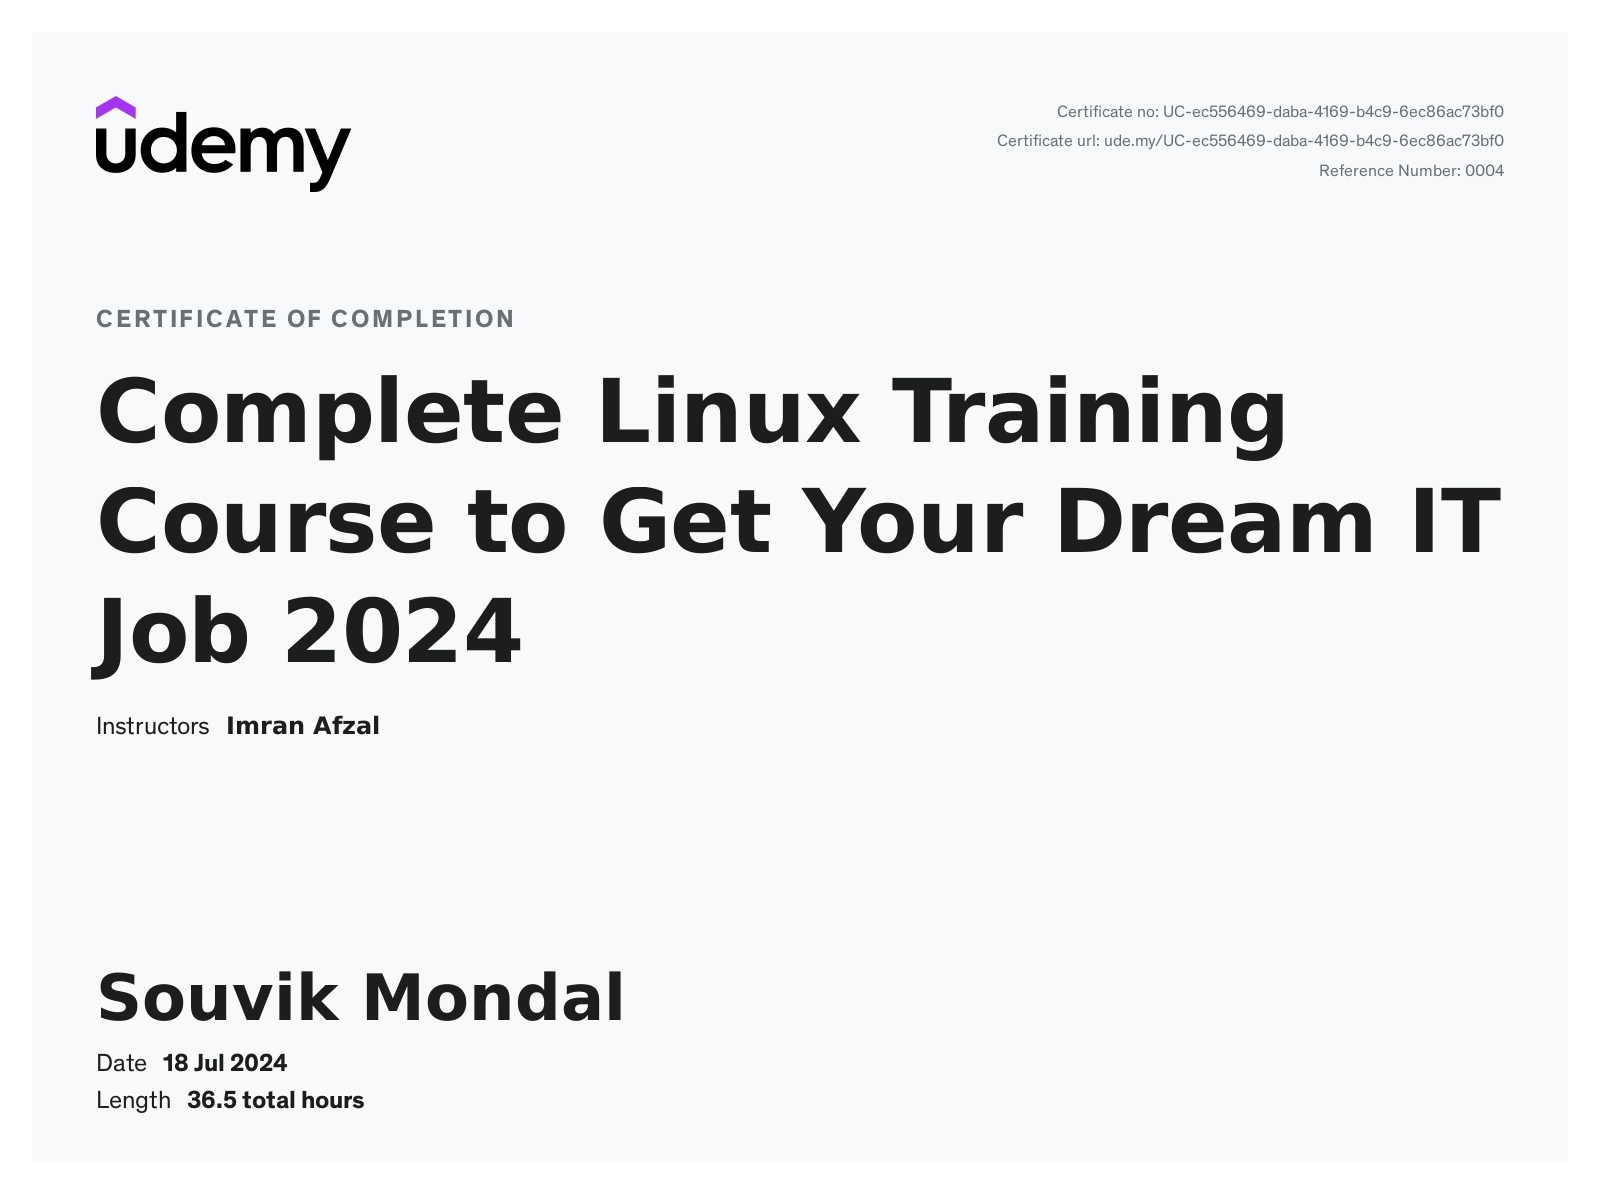 udemy
Certificate no: UC-ec556469-daba-4169-b4c9-6ec86ac73bf0
Certificate url: ude.my/UC-ec556469-daba-4169-b4c9-6ec86ac73bf0
Reference Number: 0004
CERTIFICATE OF COMPLETION
Complete Linux Training
Course to Get Your Dream IT
Job 2024
Instructors Imran Afzal
Souvik Mondal
Date 18 Jul 2024
Length 36.5 total hours